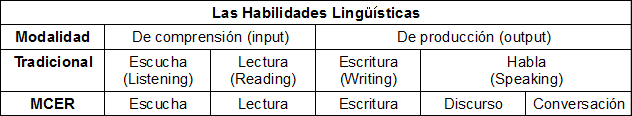 Las Habilidades Lingüísticas
Modalidad De comprensión (input) De producción (output)
Tradicional Escucha Lectura Escritura Habla
(Listening) (Reading) (Writing) (Speaking)
MCER Escucha Lectura Escritura Discurso Conversación